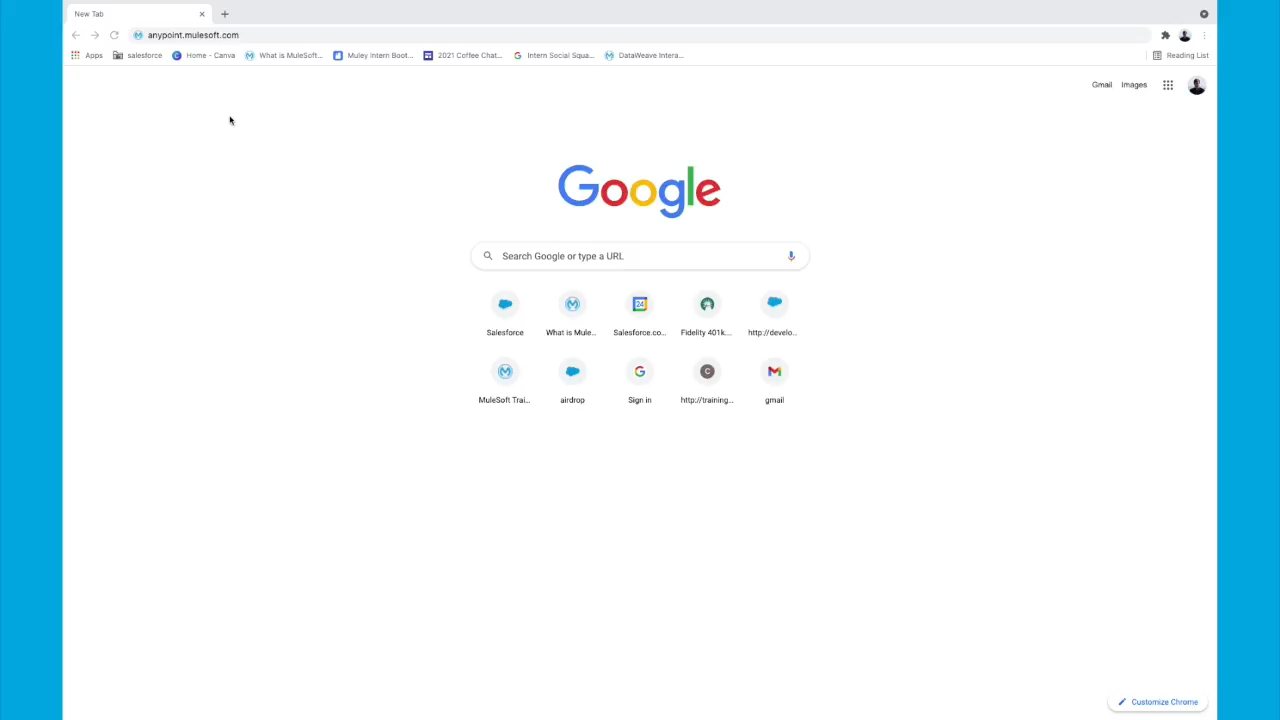 New Tab
anypoint.mulesoft.com
Apps salesforce Home - Canva What is MuleSoft... Muley Intern Boot... 2021 Coffee Chat... Intern Social Squa... DataWeave Intera... Reading List
Gmail Images
Google
Search Google or type a URL
24
Salesforce What is Mule... Salesforce.co... Fidelity 401k... http://develo...
C
MuleSoft Trai... airdrop Sign in http://training... gmail
Customize Chrome